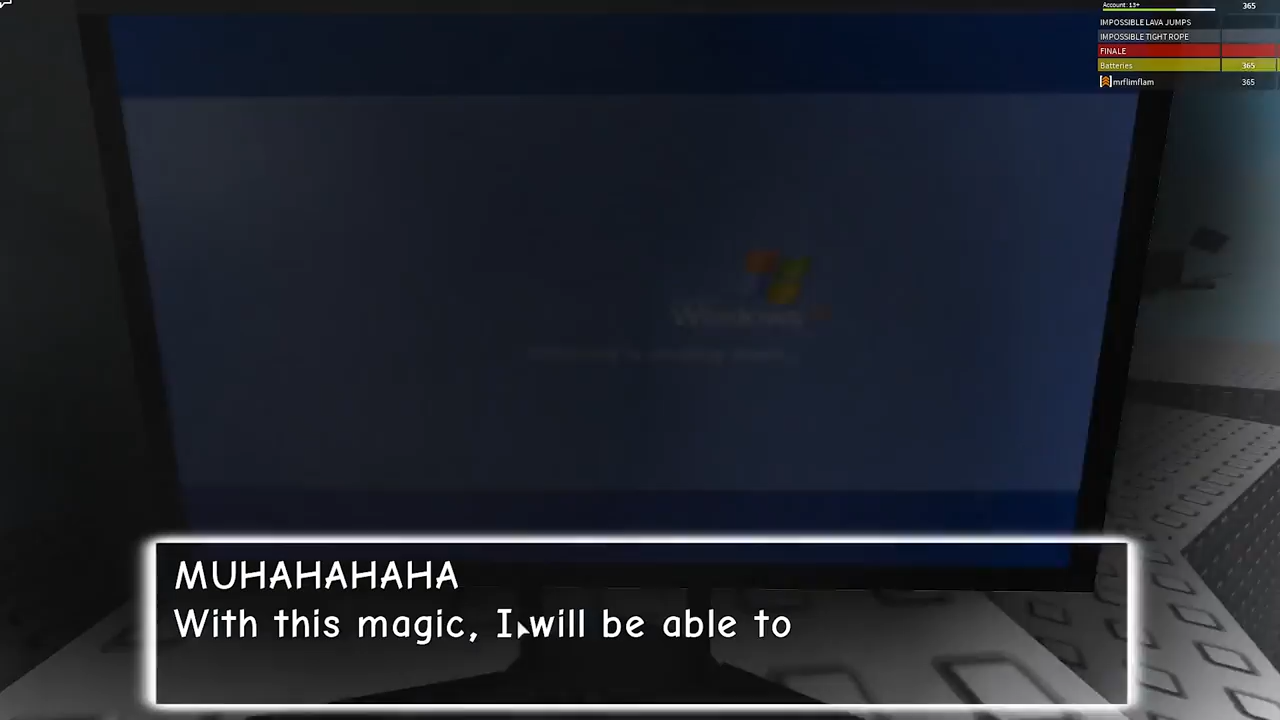 Account: 13+
365
IMPOSSIBLE LAVA JUMPS
IMPOSSIBLE TIGHT ROPE
FINALE
Batteries 365
mrflimflam 365
Windows
MUHAHAHAHA
With this magic, I will be able to